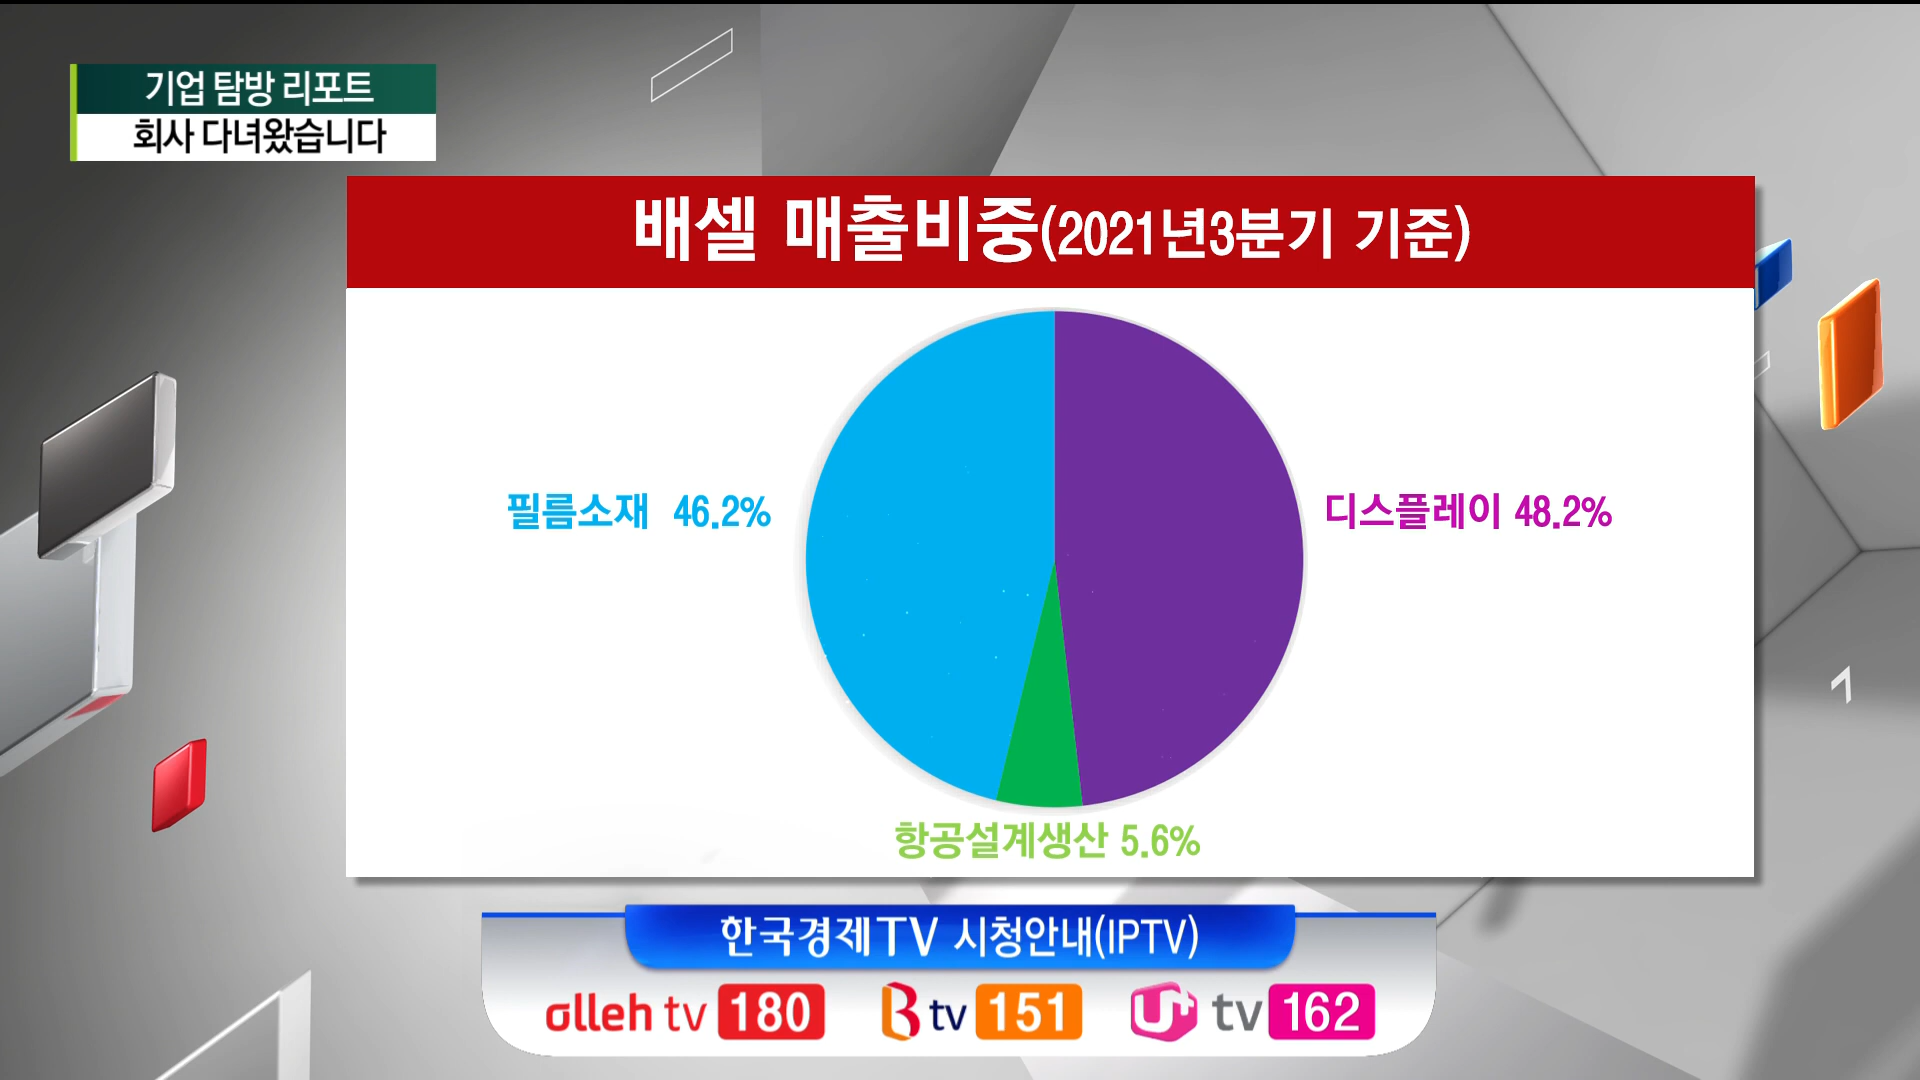 기업 탐방 리포트
회사 다녀왔습니다
배셀 매출비중(2021년3분기 기준)
필름소재 46.2%
디스플레이 48.2%
항공설계생산 5.6%
한국경제TV 시청안내(IPTV)
olleh tv 180 B tv 151 U+ tv 162